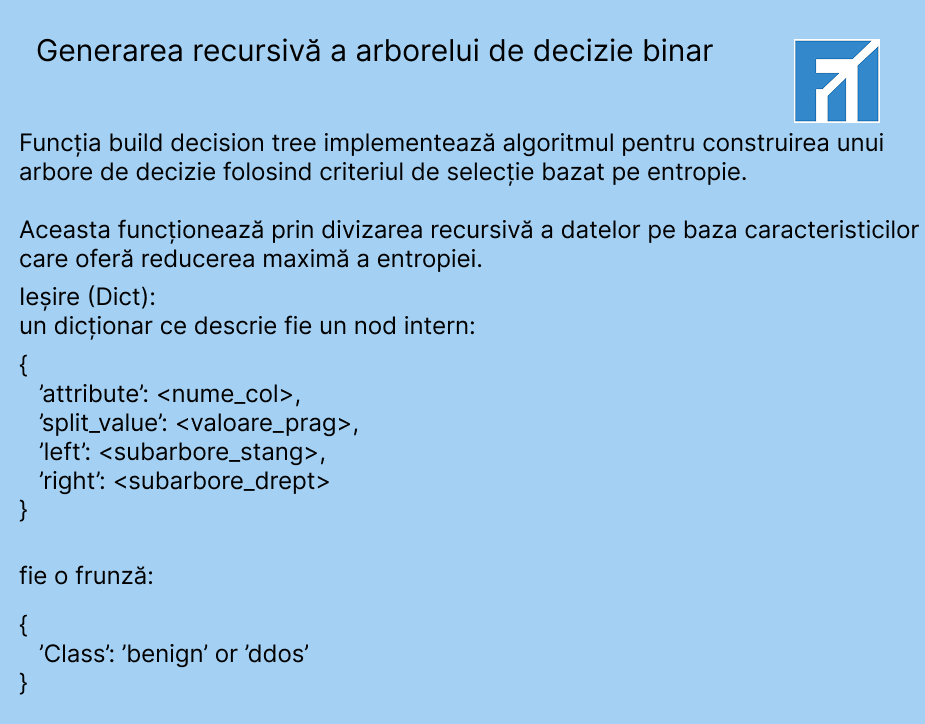 Generarea recursivă a arborelui de decizie binar
Funcția build decision tree implementează algoritmul pentru construirea unui
arbore de decizie folosind criteriul de selecție bazat pe entropie.
Aceasta funcționează prin divizarea recursivă a datelor pe baza caracteristicilor
care oferă reducerea maximă a entropiei.
Ieșire (Dict):
un dicționar ce descrie fie un nod intern:
{
’attribute’: <nume_col>,
’split_value’: <valoare_prag>,
’left’: <subarbore_stang>,
’right’: <subarbore_drept>
}
fie o frunză:
{
’Class’: ’benign’ or ’ddos’
}